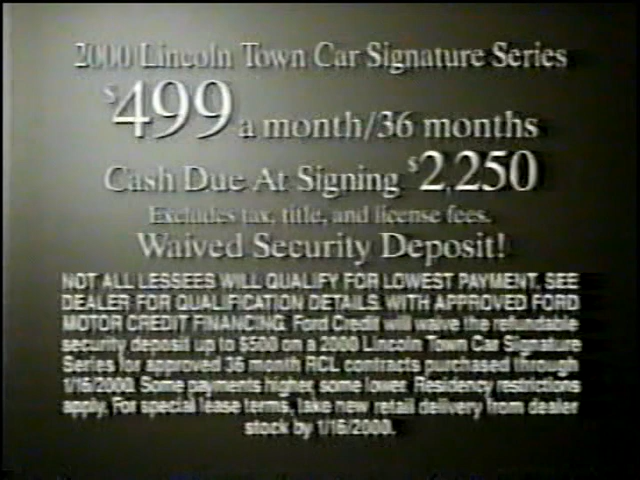 2000 Lincoln Town Car Signature Series
$499 a month/36 months
Cash Due At Signing $2,250
Excludes tax, title, and license fees.
Waived Security Deposit!
NOT ALL LESSEES WILL QUALIFY FOR LOWEST PAYMENT. SEE
DEALER FOR QUALIFICATION DETAILS. WITH APPROVED FORD
MOTOR CREDIT FINANCING. Ford Credit will waive the refundable
security deposit up to $500 on a 2000 Lincoln Town Car Signature
Series for approved 36 month RCL contracts purchased through
1/16/2000. Some payments higher, some lower. Residency restrictions
apply. For special lease terms, take new retail delivery from dealer
stock by 1/16/2000.